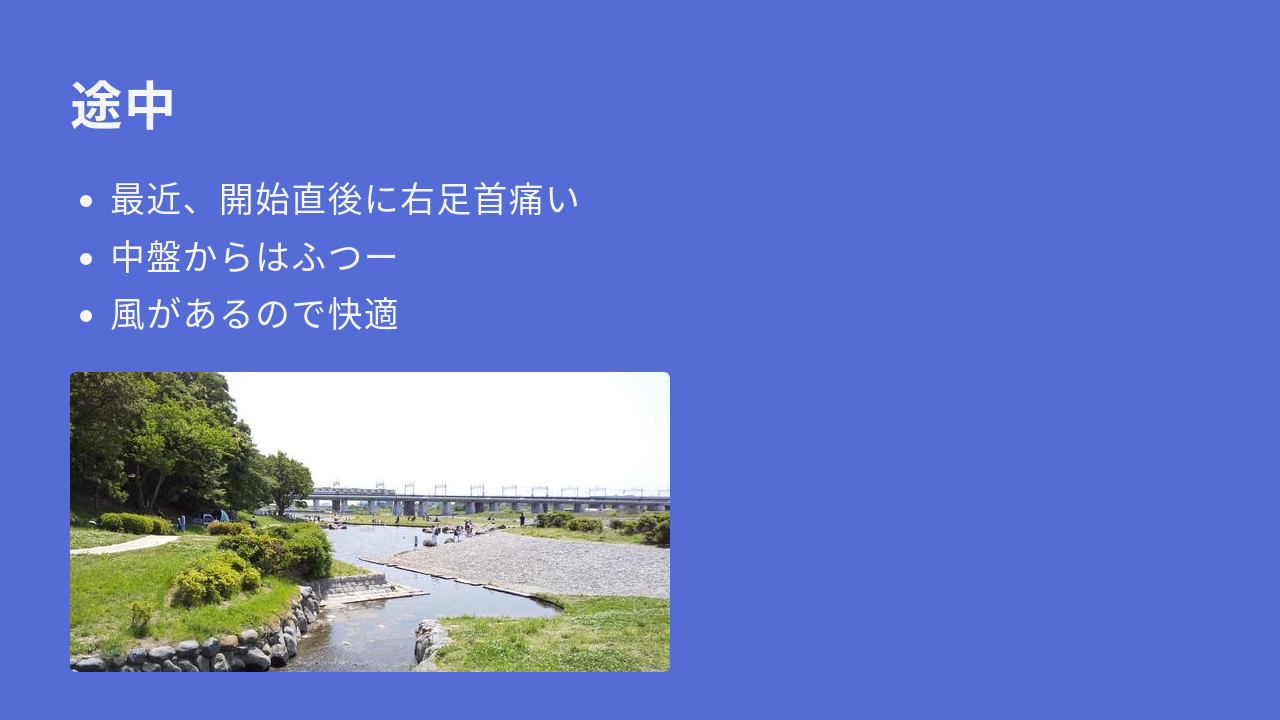 途中
最近、開始直後に右足首痛い
中盤からはふつー
風があるので快適